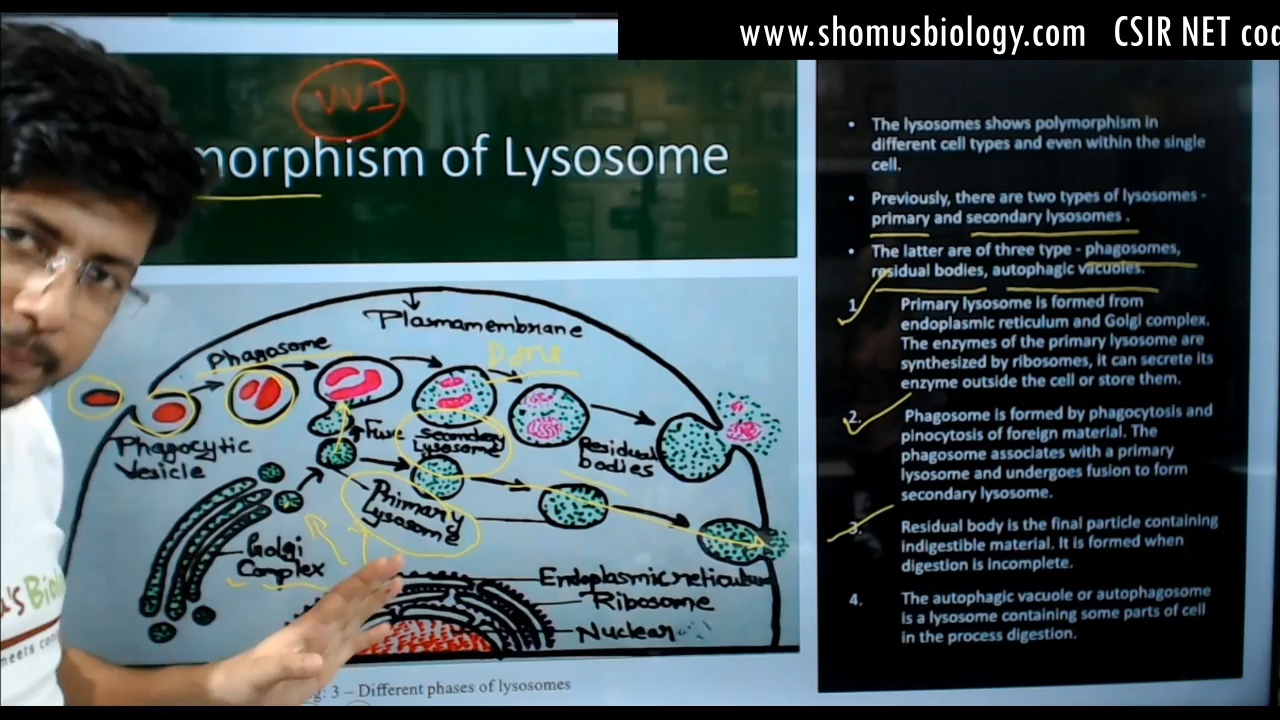 www.shomusbiology.com CSIR NET coa
VVI
morphism of Lysosome
Plasmamembrane
Phagosome
Done
Phagocytic
Vesicle
Fuse
Secondary
Lysosome
Residual
bodies
Primary
Lysosome
Golgi
Complex
Endoplasmic reticulum
Ribosome
Nuclear
: 3 – Different phases of lysosomes
• The lysosomes shows polymorphism in
different cell types and even within the single
cell.
• Previously, there are two types of lysosomes -
primary and secondary lysosomes .
• The latter are of three type - phagosomes,
residual bodies, autophagic vacuoles.
1. Primary lysosome is formed from
endoplasmic reticulum and Golgi complex.
The enzymes of the primary lysosome are
synthesized by ribosomes, it can secrete its
enzyme outside the cell or store them.
2. Phagosome is formed by phagocytosis and
pinocytosis of foreign material. The
phagosome associates with a primary
lysosome and undergoes fusion to form
secondary lysosome.
3. Residual body is the final particle containing
indigestible material. It is formed when
digestion is incomplete.
4. The autophagic vacuole or autophagosome
is a lysosome containing some parts of cell
in the process digestion.
's Biolo
meets con